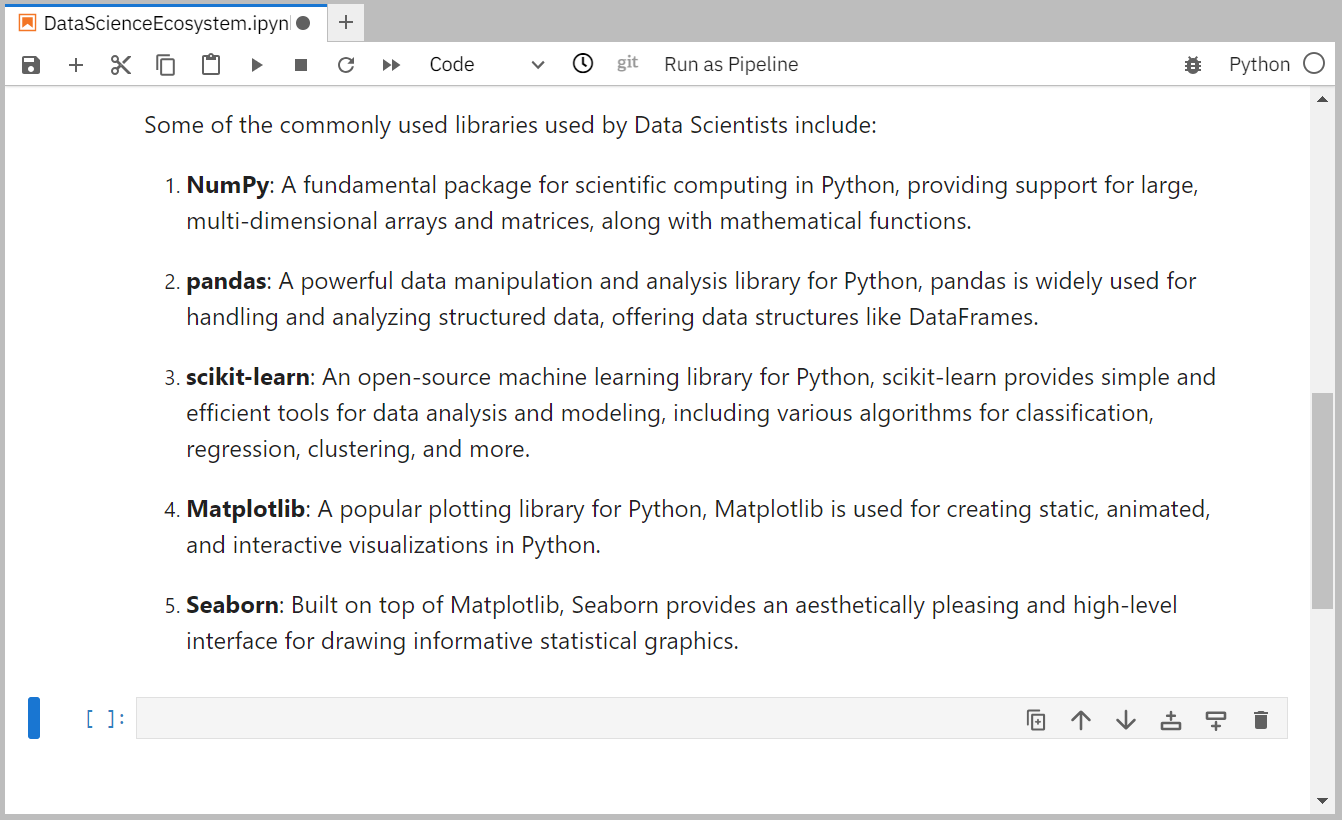 DataScienceEcosystem.ipynb
Code git Run as Pipeline Python
Some of the commonly used libraries used by Data Scientists include:
1. NumPy: A fundamental package for scientific computing in Python, providing support for large,
multi-dimensional arrays and matrices, along with mathematical functions.
2. pandas: A powerful data manipulation and analysis library for Python, pandas is widely used for
handling and analyzing structured data, offering data structures like DataFrames.
3. scikit-learn: An open-source machine learning library for Python, scikit-learn provides simple and
efficient tools for data analysis and modeling, including various algorithms for classification,
regression, clustering, and more.
4. Matplotlib: A popular plotting library for Python, Matplotlib is used for creating static, animated,
and interactive visualizations in Python.
5. Seaborn: Built on top of Matplotlib, Seaborn provides an aesthetically pleasing and high-level
interface for drawing informative statistical graphics.
[ ]: